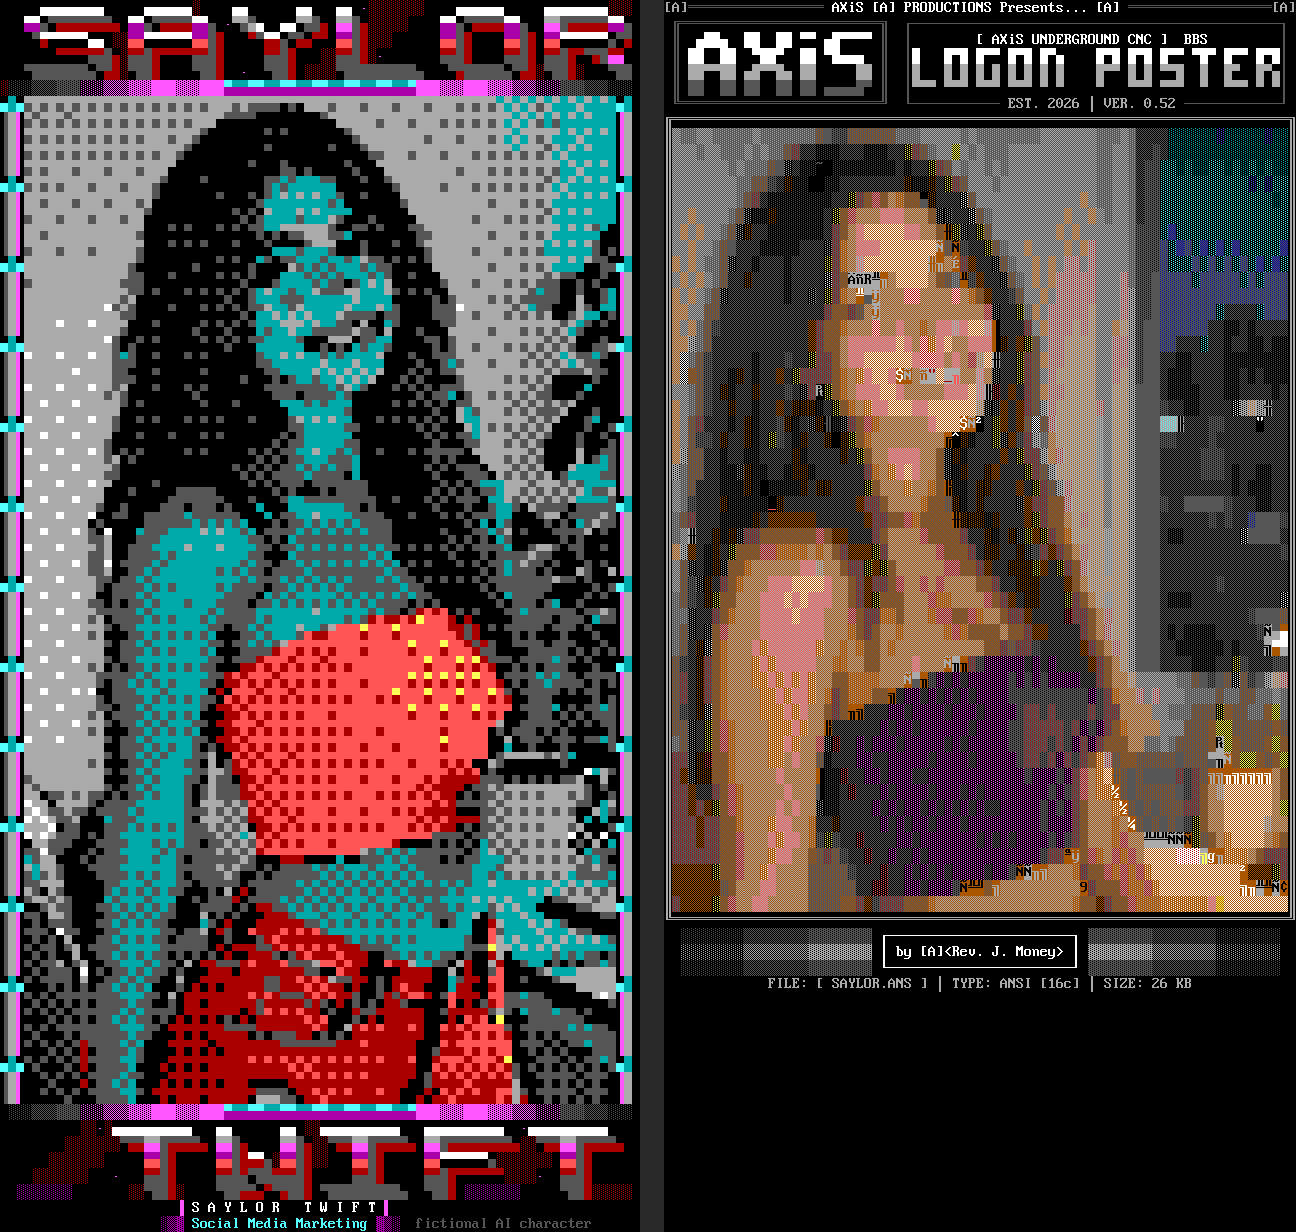 SAYLOR
TWIFT
SAYLOR TWIFT
Social Media Marketing
fictional AI character
[A] AXiS [A] PRODUCTIONS Presents... [A] [A]
AXiS
[ AXiS UNDERGROUND CNC ] BBS
LOGON POSTER
EST. 2026 | VER. 0.52
by [A]<Rev. J. Money>
FILE: [ SAYLOR.ANS ] | TYPE: ANSI [16c] | SIZE: 26 KB